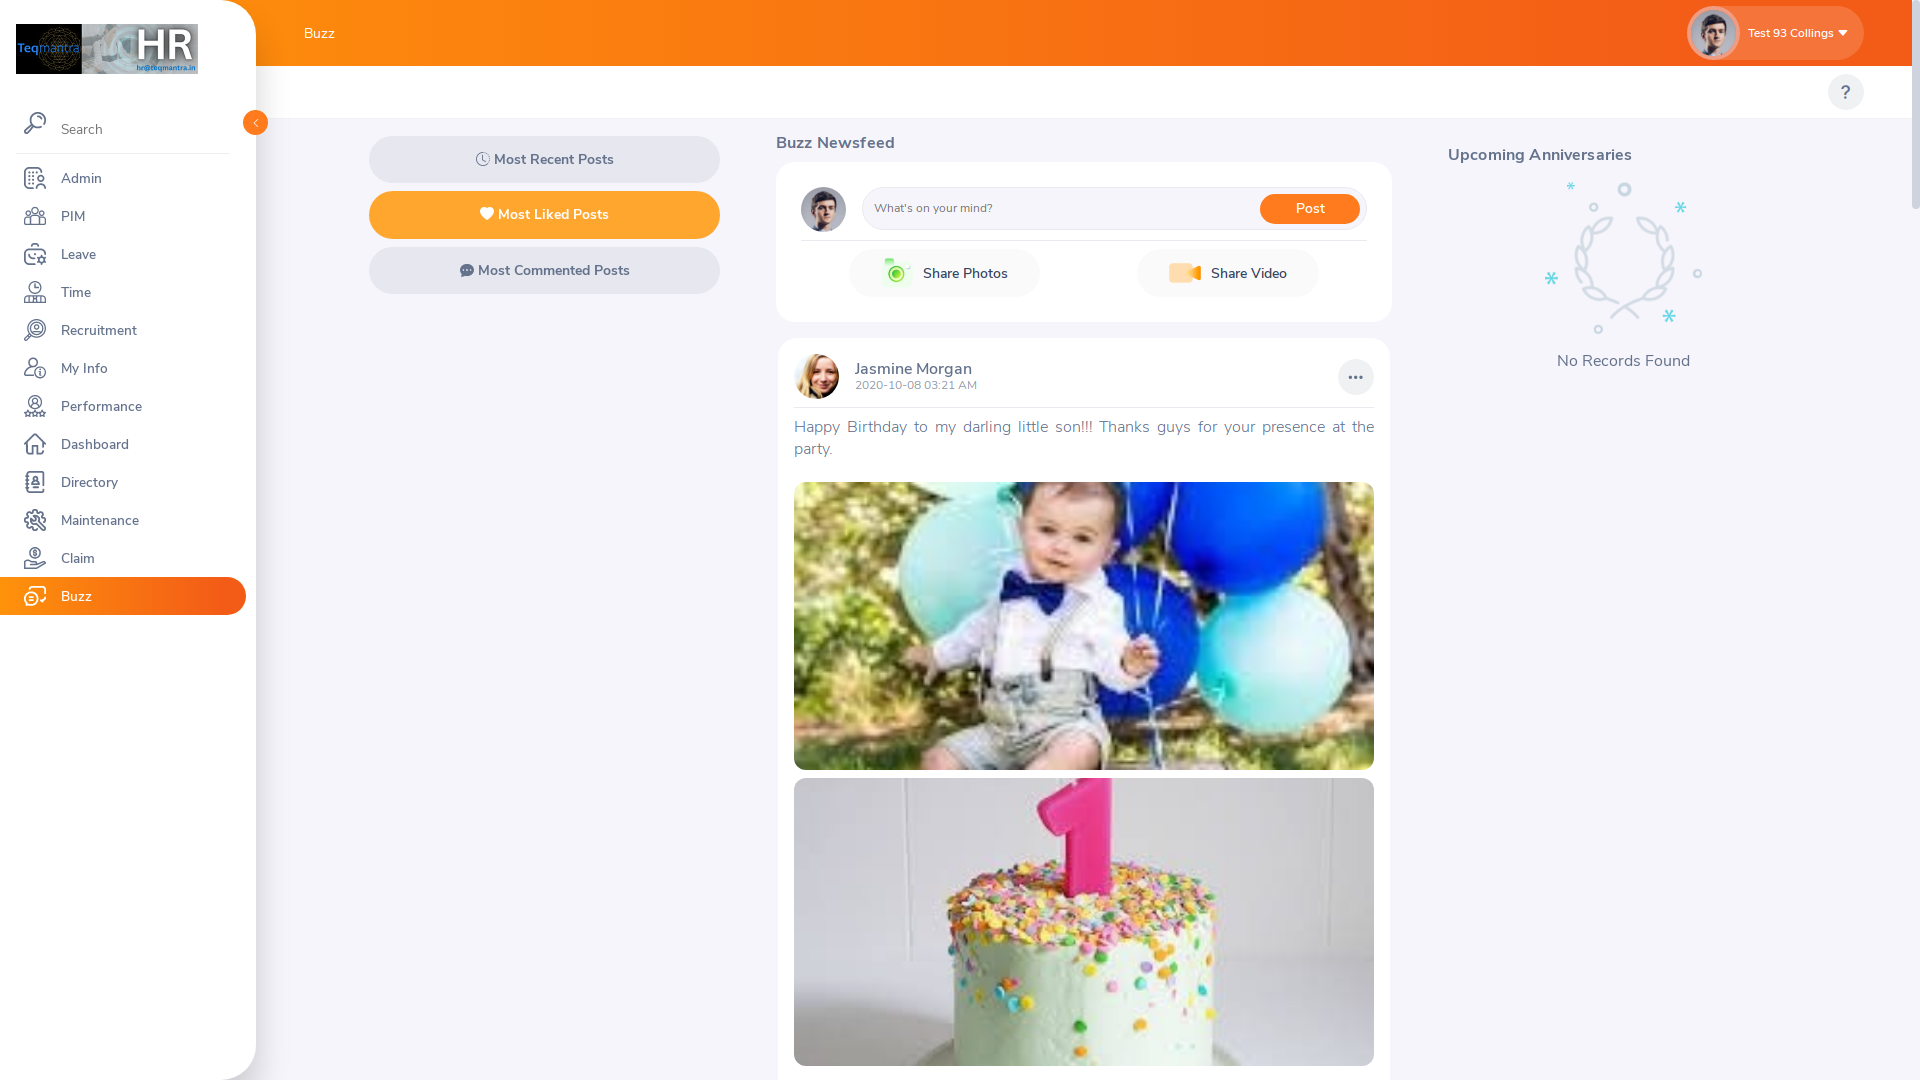 Teqmantra
HR
hr@teqmantra.in
Search
Admin
PIM
Leave
Time
Recruitment
My Info
Performance
Dashboard
Directory
Maintenance
Claim
Buzz
Buzz
Test 93 Collings
?
Most Recent Posts
Most Liked Posts
Most Commented Posts
Buzz Newsfeed
What's on your mind?
Post
Share Photos
Share Video
Jasmine Morgan
2020-10-08 03:21 AM
Happy Birthday to my darling little son!!! Thanks guys for your presence at the
party.
1
Upcoming Anniversaries
No Records Found